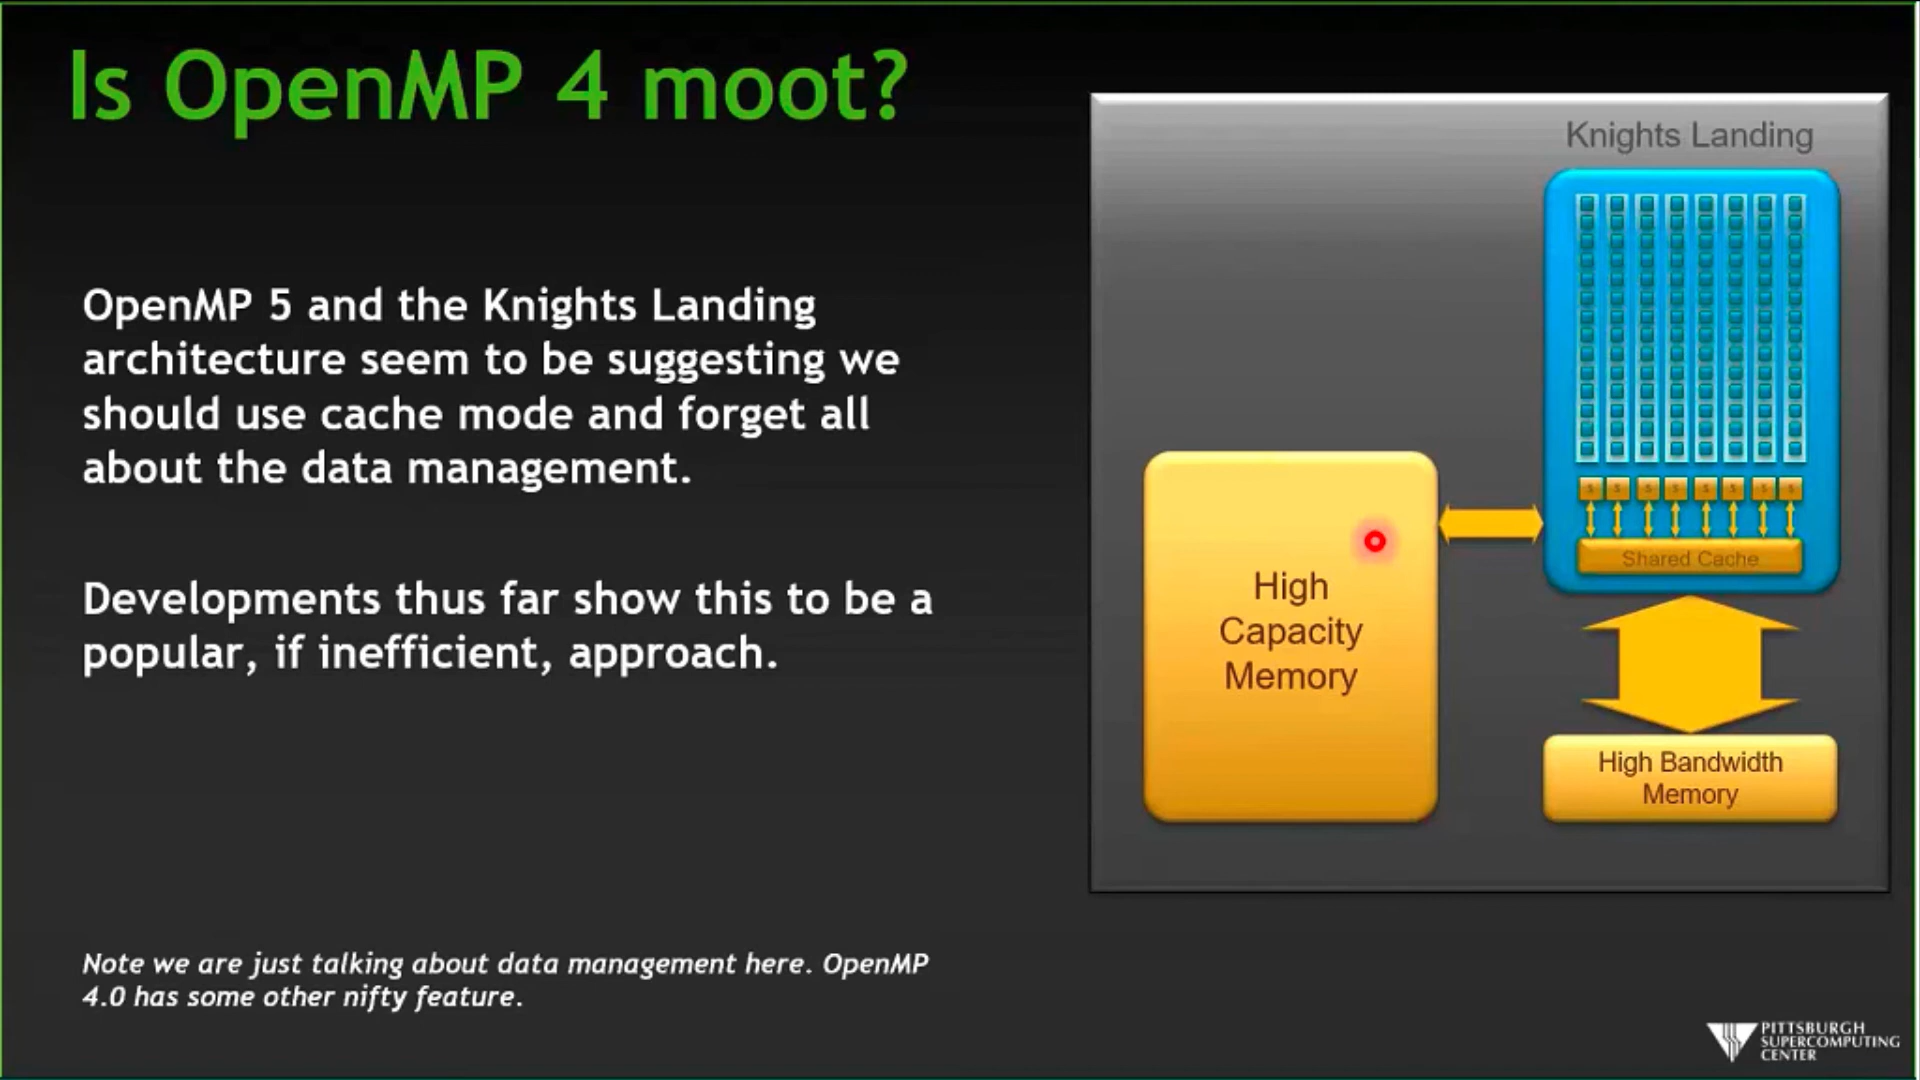 Is OpenMP 4 moot?
OpenMP 5 and the Knights Landing
architecture seem to be suggesting we
should use cache mode and forget all
about the data management.
Developments thus far show this to be a
popular, if inefficient, approach.
Note we are just talking about data management here. OpenMP
4.0 has some other nifty feature.
Knights Landing
S S S S S S S S
Shared Cache
High
Capacity
Memory
High Bandwidth
Memory
PITTSBURGH
SUPERCOMPUTING
CENTER